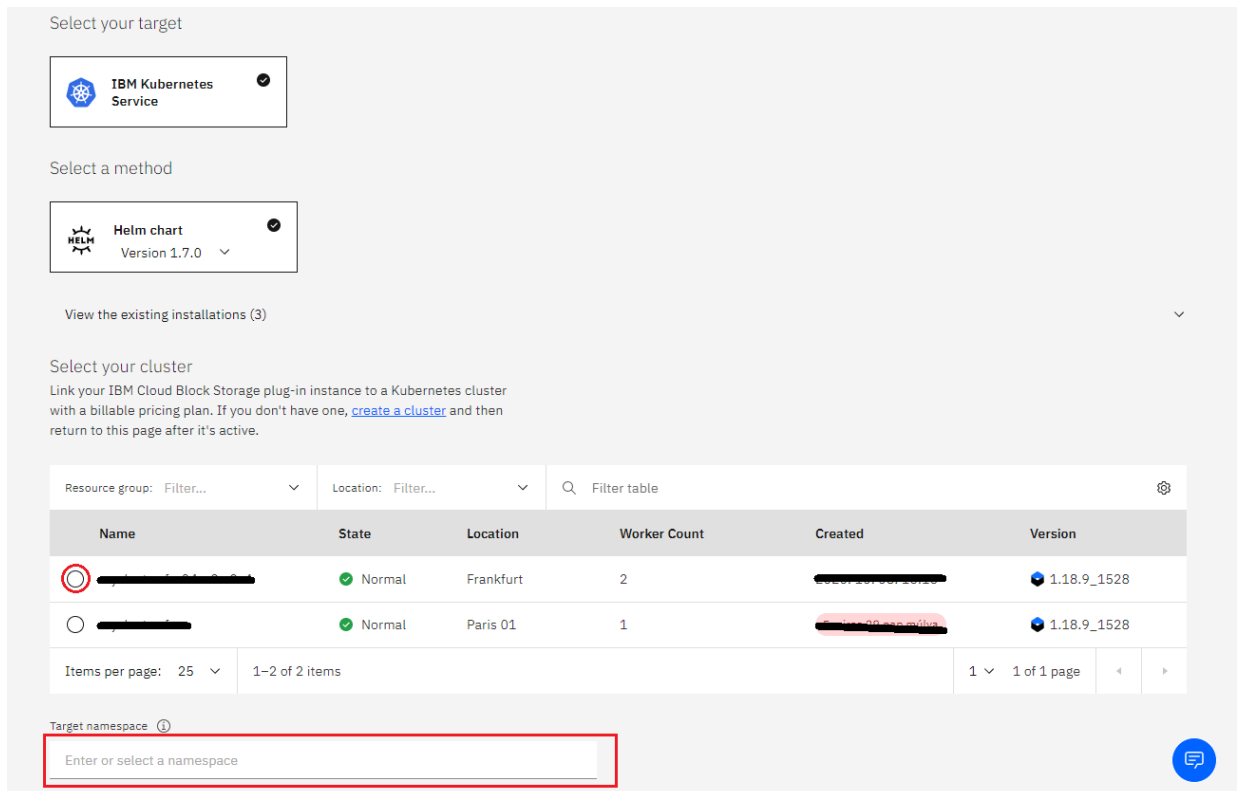 Select your target
IBM Kubernetes
Service
Select a method
HELM
Helm chart
Version 1.7.0
View the existing installations (3)
Select your cluster
Link your IBM Cloud Block Storage plug-in instance to a Kubernetes cluster
with a billable pricing plan. If you don't have one, create a cluster and then
return to this page after it's active.
Resource group: Filter... Location: Filter... Filter table
Name State Location Worker Count Created Version
Normal Frankfurt 2 1.18.9_1528
Normal Paris 01 1 1.18.9_1528
Items per page: 25 1–2 of 2 items 1 1 of 1 page
Target namespace
Enter or select a namespace